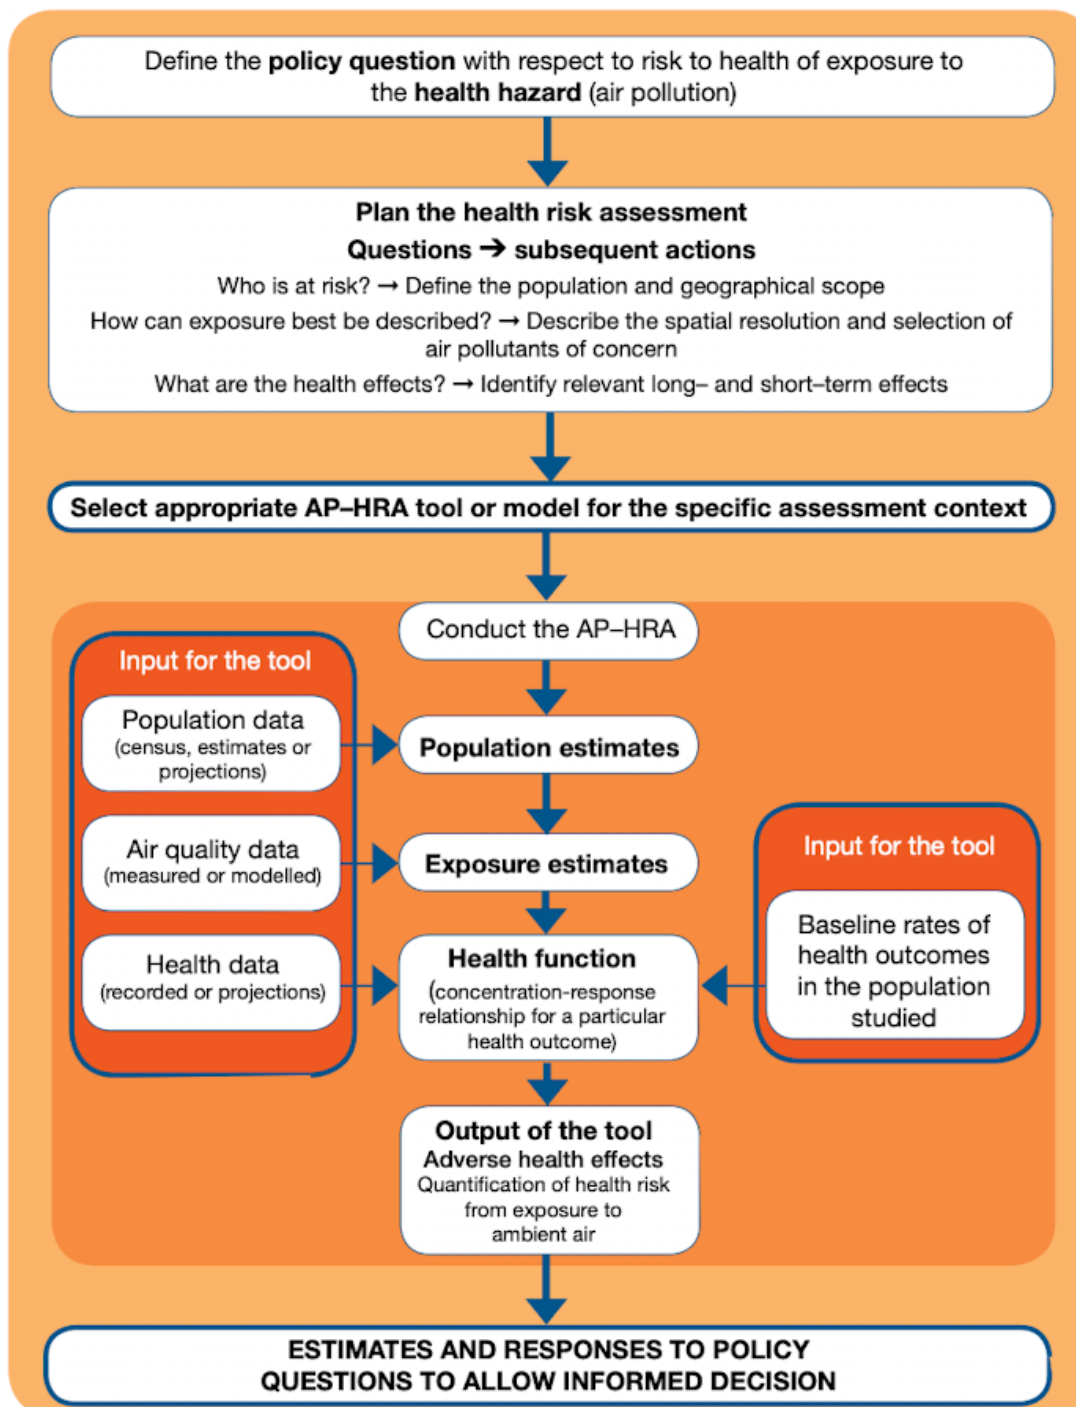 Define the policy question with respect to risk to health of exposure to
the health hazard (air pollution)
Plan the health risk assessment
Questions ➔ subsequent actions
Who is at risk? → Define the population and geographical scope
How can exposure best be described? → Describe the spatial resolution and selection of
air pollutants of concern
What are the health effects? → Identify relevant long– and short–term effects
Select appropriate AP–HRA tool or model for the specific assessment context
Conduct the AP–HRA
Input for the tool
Population data
(census, estimates or
projections)
Population estimates
Air quality data
(measured or modelled)
Exposure estimates
Health data
(recorded or projections)
Health function
(concentration-response
relationship for a particular
health outcome)
Input for the tool
Baseline rates of
health outcomes
in the population
studied
Output of the tool
Adverse health effects
Quantification of health risk
from exposure to
ambient air
ESTIMATES AND RESPONSES TO POLICY
QUESTIONS TO ALLOW INFORMED DECISION